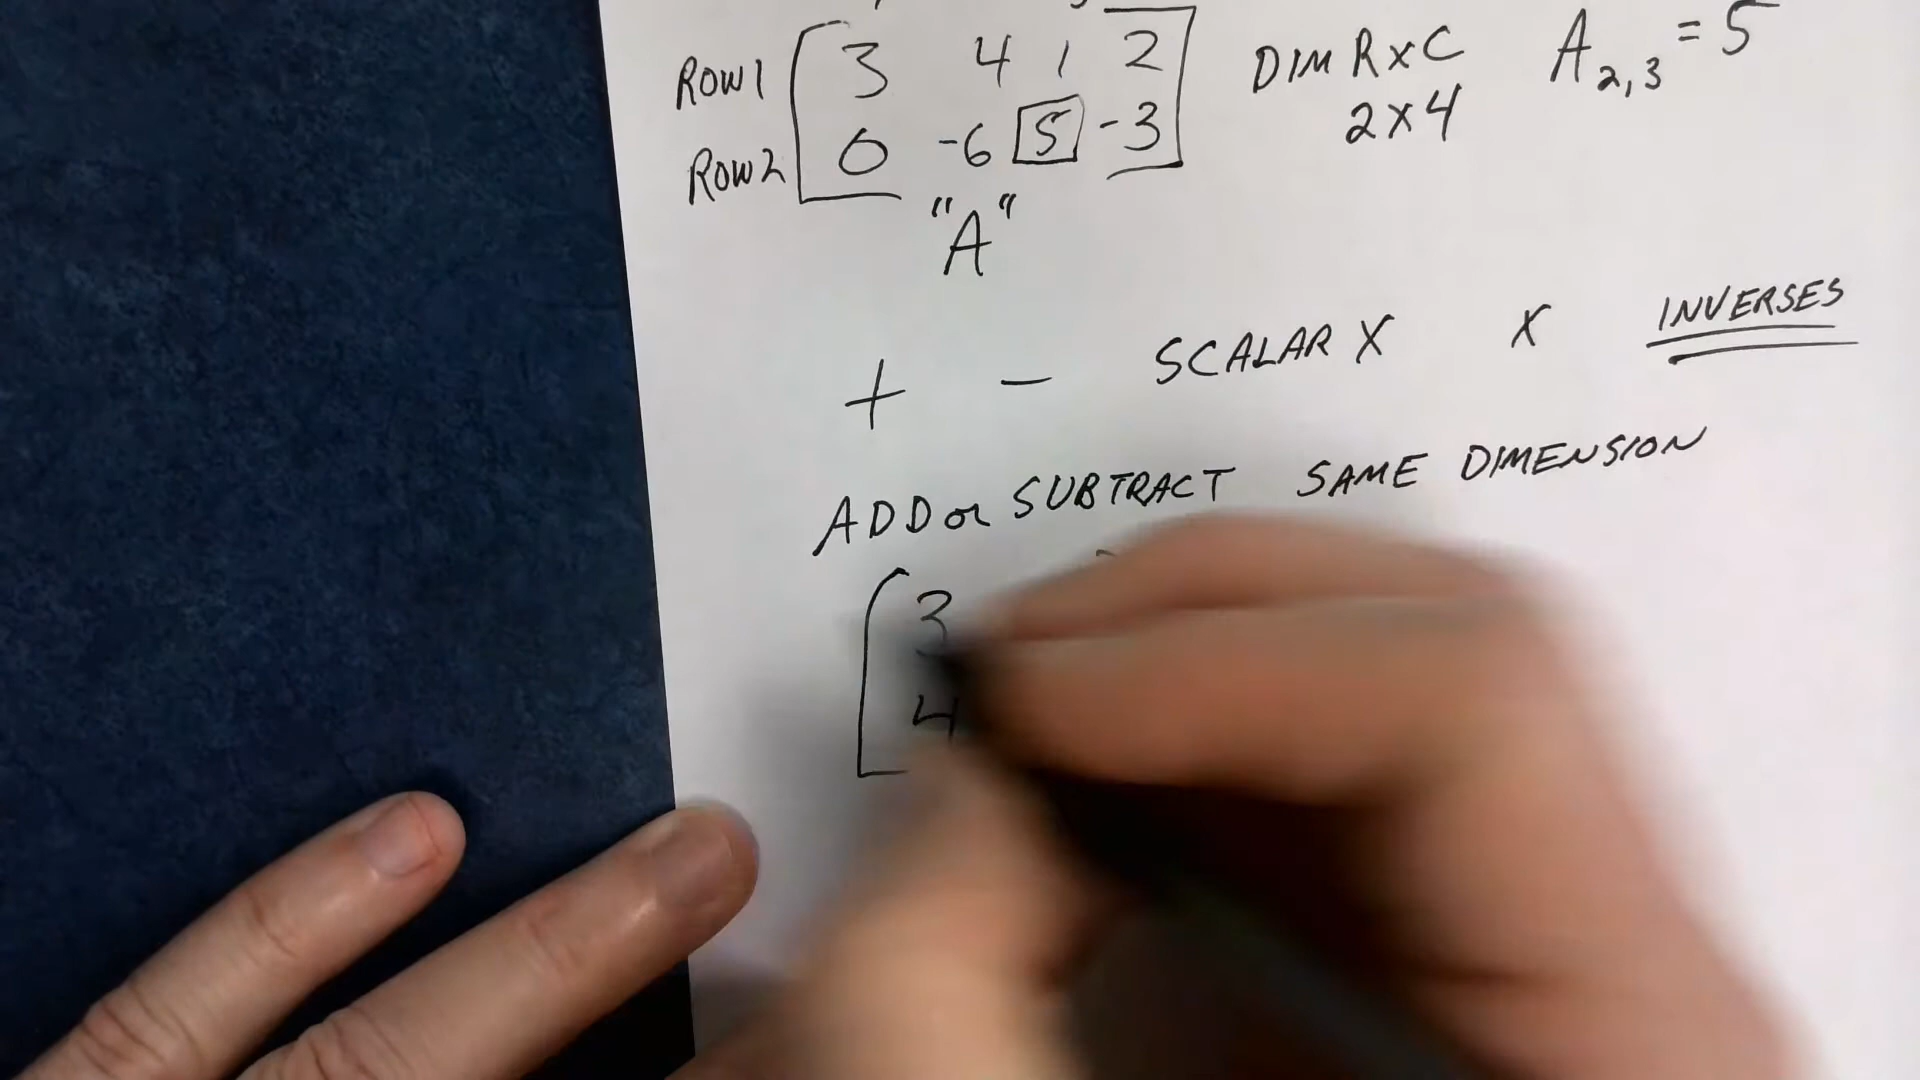 ROW1 3 4 1 2 DIM R x C A2,3 = 5
ROW2 0 -6 5 -3 2 x 4
"A"
+ - SCALAR X X INVERSES
ADD or SUBTRACT SAME DIMENSION
3
4